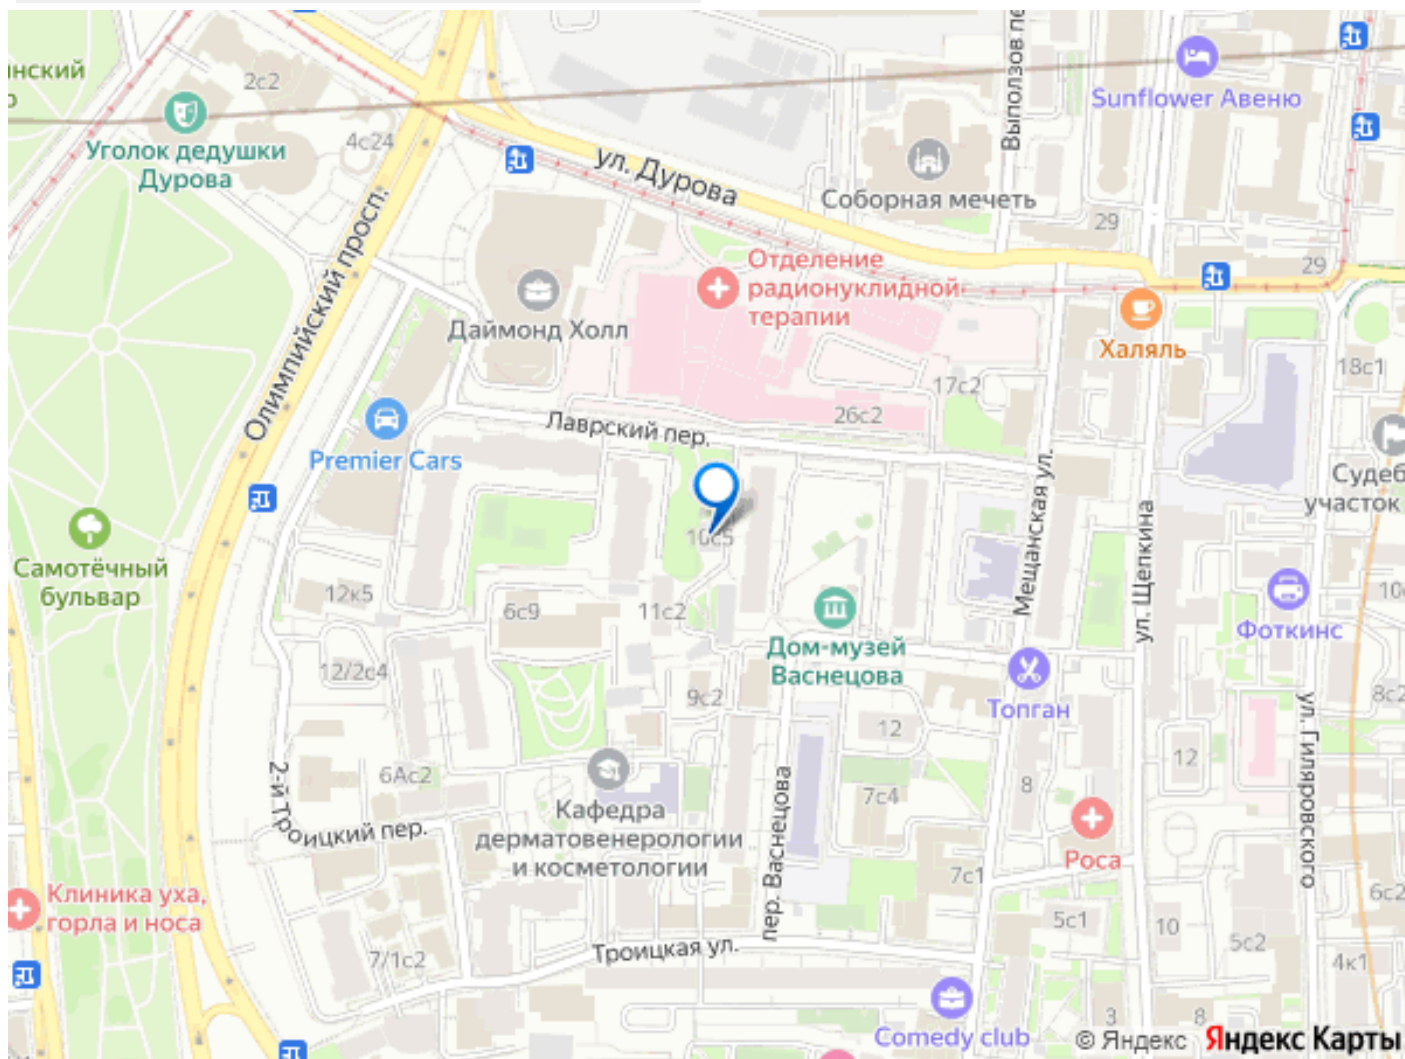 нский
2с2
Выползов пе
Sunflower Авеню
Уголок дедушки
Дурова
4с24
ул. Дурова
Соборная мечеть
29
29
Олимпийский просп.
Отделение
радионуклидной
терапии
Даймонд Холл
Халяль
18с1
17с2
26с2
Лаврский пер.
Premier Cars
Судеб
участок
10с5
Мещанская ул.
ул. Щепкина
Самотёчный
бульвар
12к5
6с9
11с2
Дом-музей
Васнецова
Фоткинс
10
12/2с4
9с2
Топган
8с2
12
12
ул. Гиляровского
2-й Троицкий пер.
6Ас2
Кафедра
дерматовенерологии
и косметологии
пер. Васнецова
7с4
8
Роса
7с1
6с2
Клиника уха,
горла и носа
5с1
10
5с2
4к1
7/1с2
Троицкая ул.
Comedy club
3
8
© Яндекс Яндекс Карты